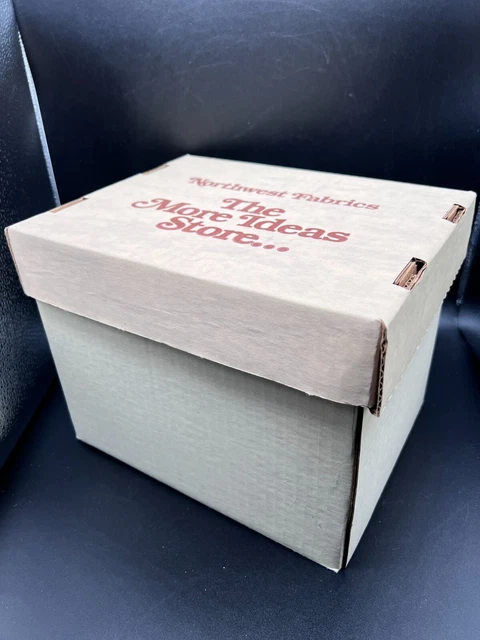 Northwest Fabrics
The
More Ideas
Store...